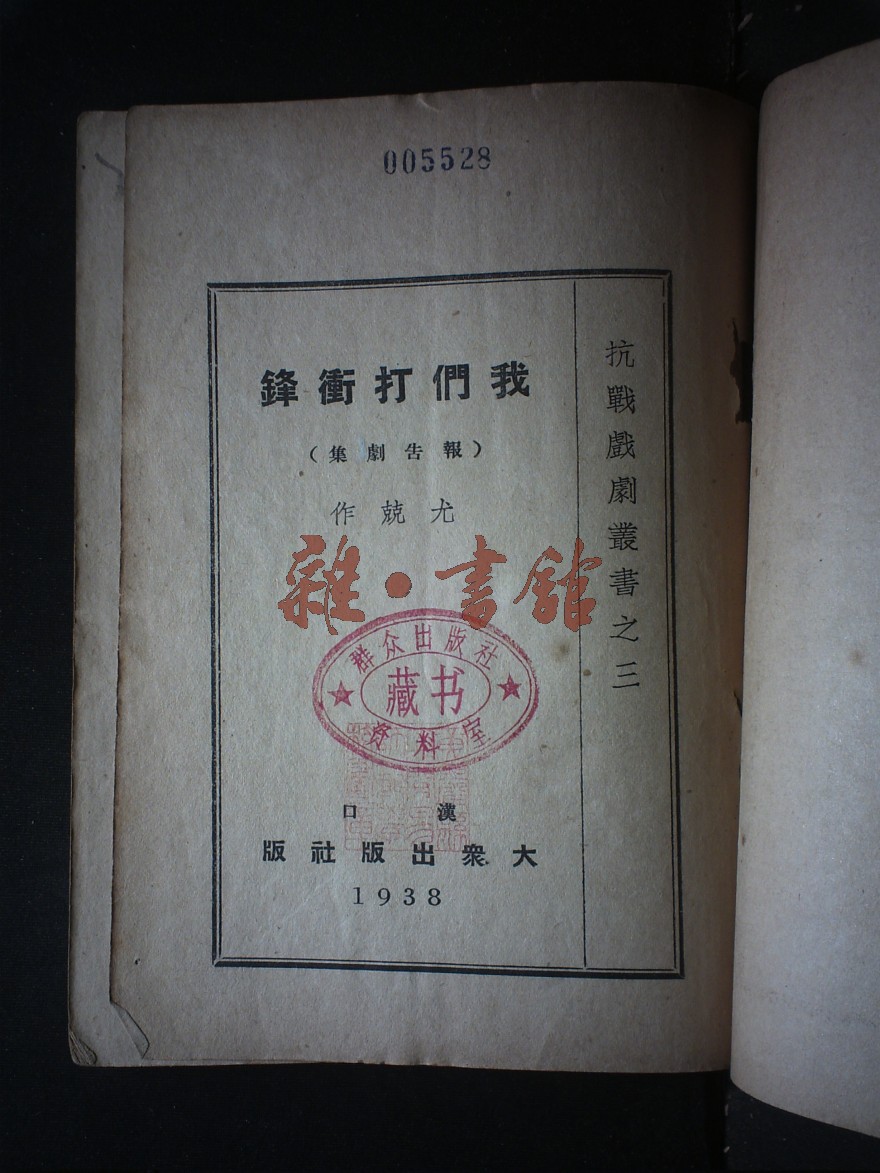 005528
抗戰戲劇叢書之三
我們打衝鋒
（報告劇集）
尤兢作
雜·書館
群众出版社
藏书
资料室
漢口
大衆出版社版
1938